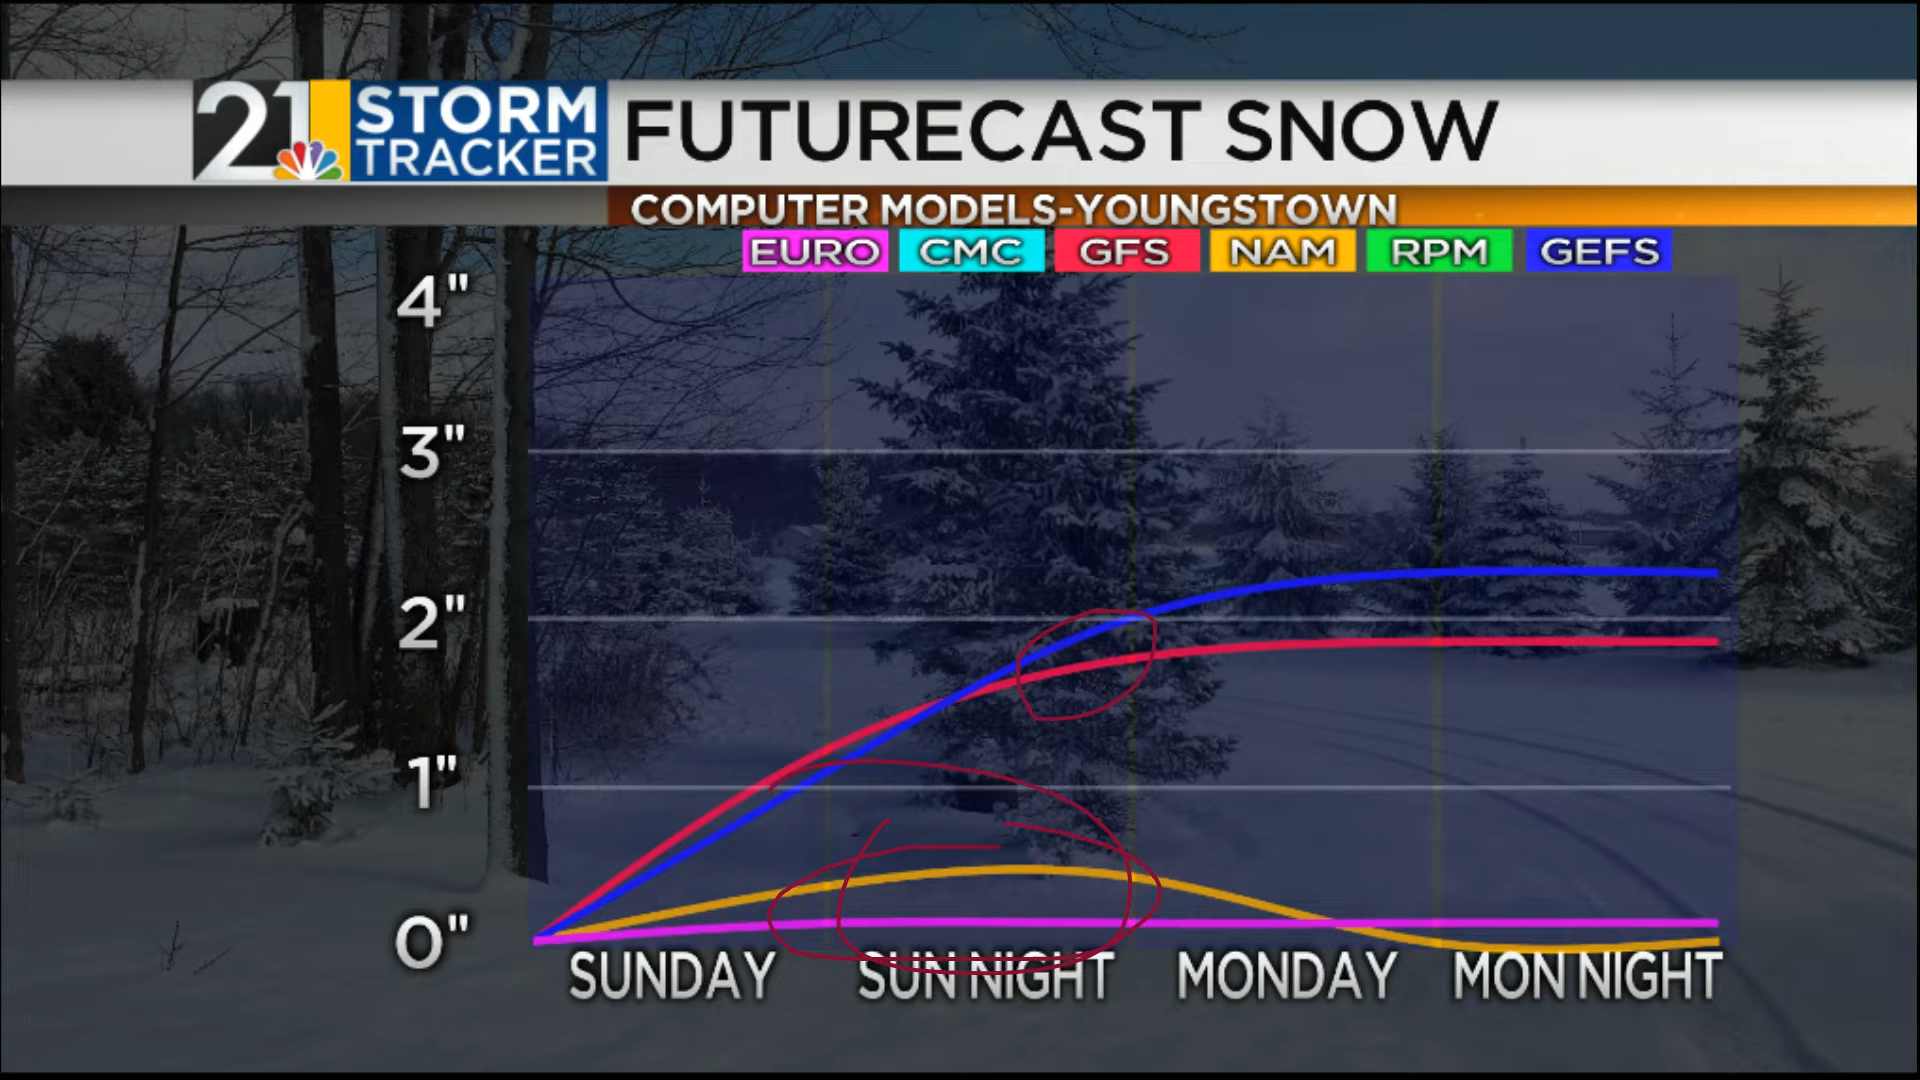 21 STORM TRACKER FUTURECAST SNOW
COMPUTER MODELS-YOUNGSTOWN
EURO CMC GFS NAM RPM GEFS
4"
3"
2"
1"
0"
SUNDAY SUN NIGHT MONDAY MON NIGHT